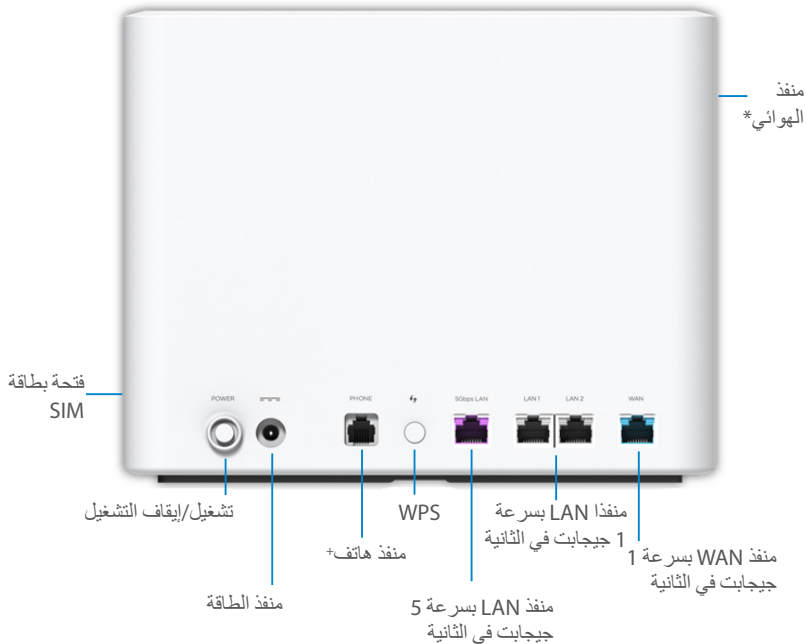 منفذ
الهوائي*
فتحة بطاقة
SIM
POWER
PHONE
5Gbps LAN
LAN 1
LAN 2
WAN
تشغيل/إيقاف التشغيل
منفذ الطاقة
منفذ هاتف+
WPS
منفذ LAN بسرعة 5
جيجابت في الثانية
منفذا LAN بسرعة
1 جيجابت في الثانية
منفذ WAN بسرعة 1
جيجابت في الثانية